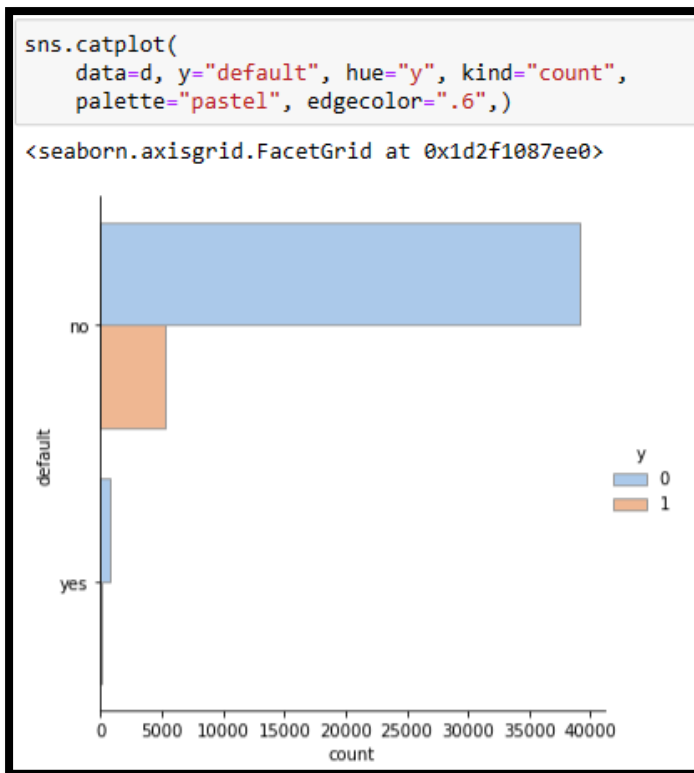 sns.catplot(
    data=d, y="default", hue="y", kind="count",
    palette="pastel", edgecolor=".6",)
<seaborn.axisgrid.FacetGrid at 0x1d2f1087ee0>
no
default
yes
y
0
1
0 5000 10000 15000 20000 25000 30000 35000 40000
count